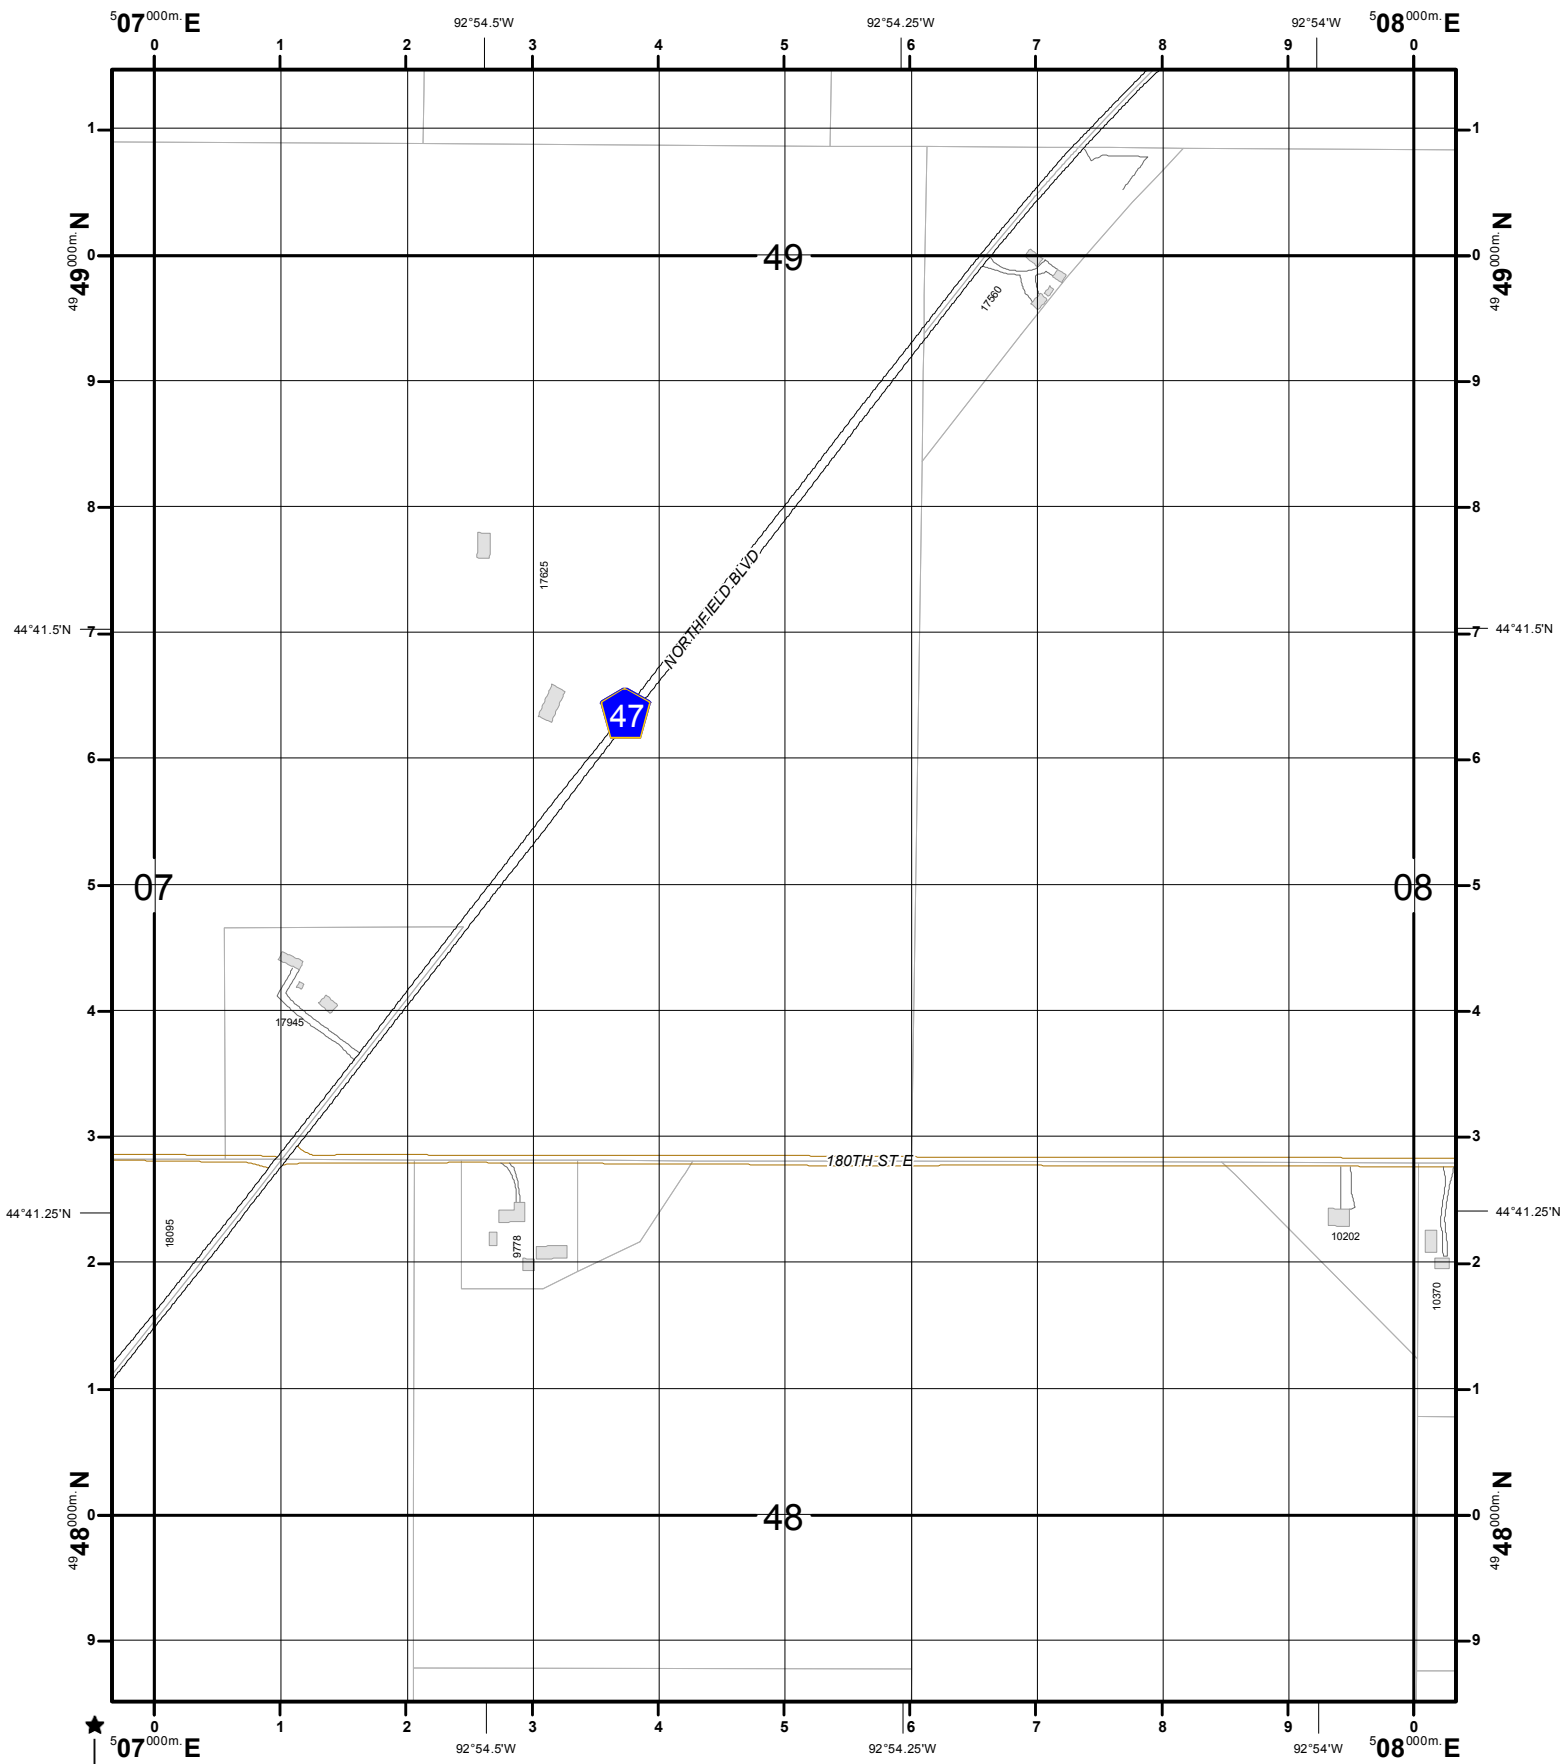 507000m.E 92°54.5'W 92°54.25'W 92°54'W 508000m.E
0 1 2 3 4 5 6 7 8 9 0
1 1
4949000m.N 0 49 0 4949000m.N
17560
9 9
8 8
17625
NORTHFIELD BLVD
44°41.5'N 7 7 44°41.5'N
47
6 6
07 5 5 08
4 4
17945
3 3
180TH ST E
44°41.25'N 44°41.25'N
18095 9778 10202
2 2
10370
1 1
4948000m.N 0 48 0 4948000m.N
9 9
0 1 2 3 4 5 6 7 8 9 0
507000m.E 92°54.5'W 92°54.25'W 92°54'W 508000m.E